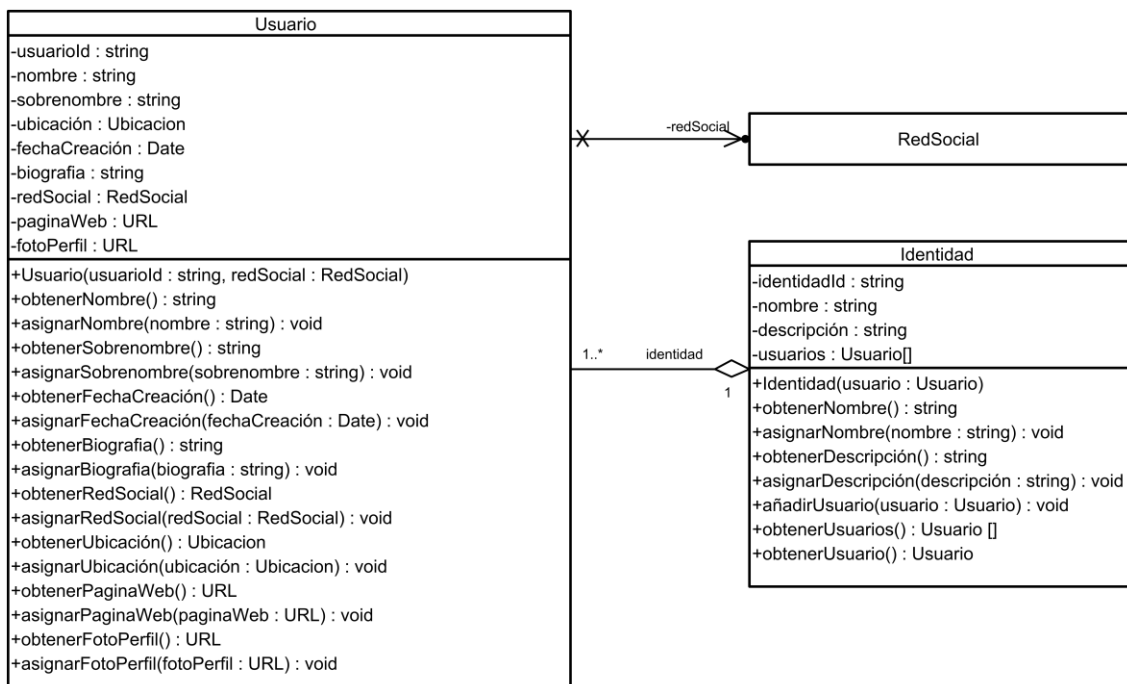 Usuario
-usuarioId : string
-nombre : string
-sobrenombre : string
-ubicación : Ubicacion
-fechaCreación : Date
-biografia : string
-redSocial : RedSocial
-paginaWeb : URL
-fotoPerfil : URL
+Usuario(usuarioId : string, redSocial : RedSocial)
+obtenerNombre() : string
+asignarNombre(nombre : string) : void
+obtenerSobrenombre() : string
+asignarSobrenombre(sobrenombre : string) : void
+obtenerFechaCreación() : Date
+asignarFechaCreación(fechaCreación : Date) : void
+obtenerBiografia() : string
+asignarBiografia(biografia : string) : void
+obtenerRedSocial() : RedSocial
+asignarRedSocial(redSocial : RedSocial) : void
+obtenerUbicación() : Ubicacion
+asignarUbicación(ubicación : Ubicacion) : void
+obtenerPaginaWeb() : URL
+asignarPaginaWeb(paginaWeb : URL) : void
+obtenerFotoPerfil() : URL
+asignarFotoPerfil(fotoPerfil : URL) : void
-redSocial
RedSocial
1..* identidad
1
Identidad
-identidadId : string
-nombre : string
-descripción : string
-usuarios : Usuario[]
+Identidad(usuario : Usuario)
+obtenerNombre() : string
+asignarNombre(nombre : string) : void
+obtenerDescripción() : string
+asignarDescripción(descripción : string) : void
+añadirUsuario(usuario : Usuario) : void
+obtenerUsuarios() : Usuario []
+obtenerUsuario() : Usuario